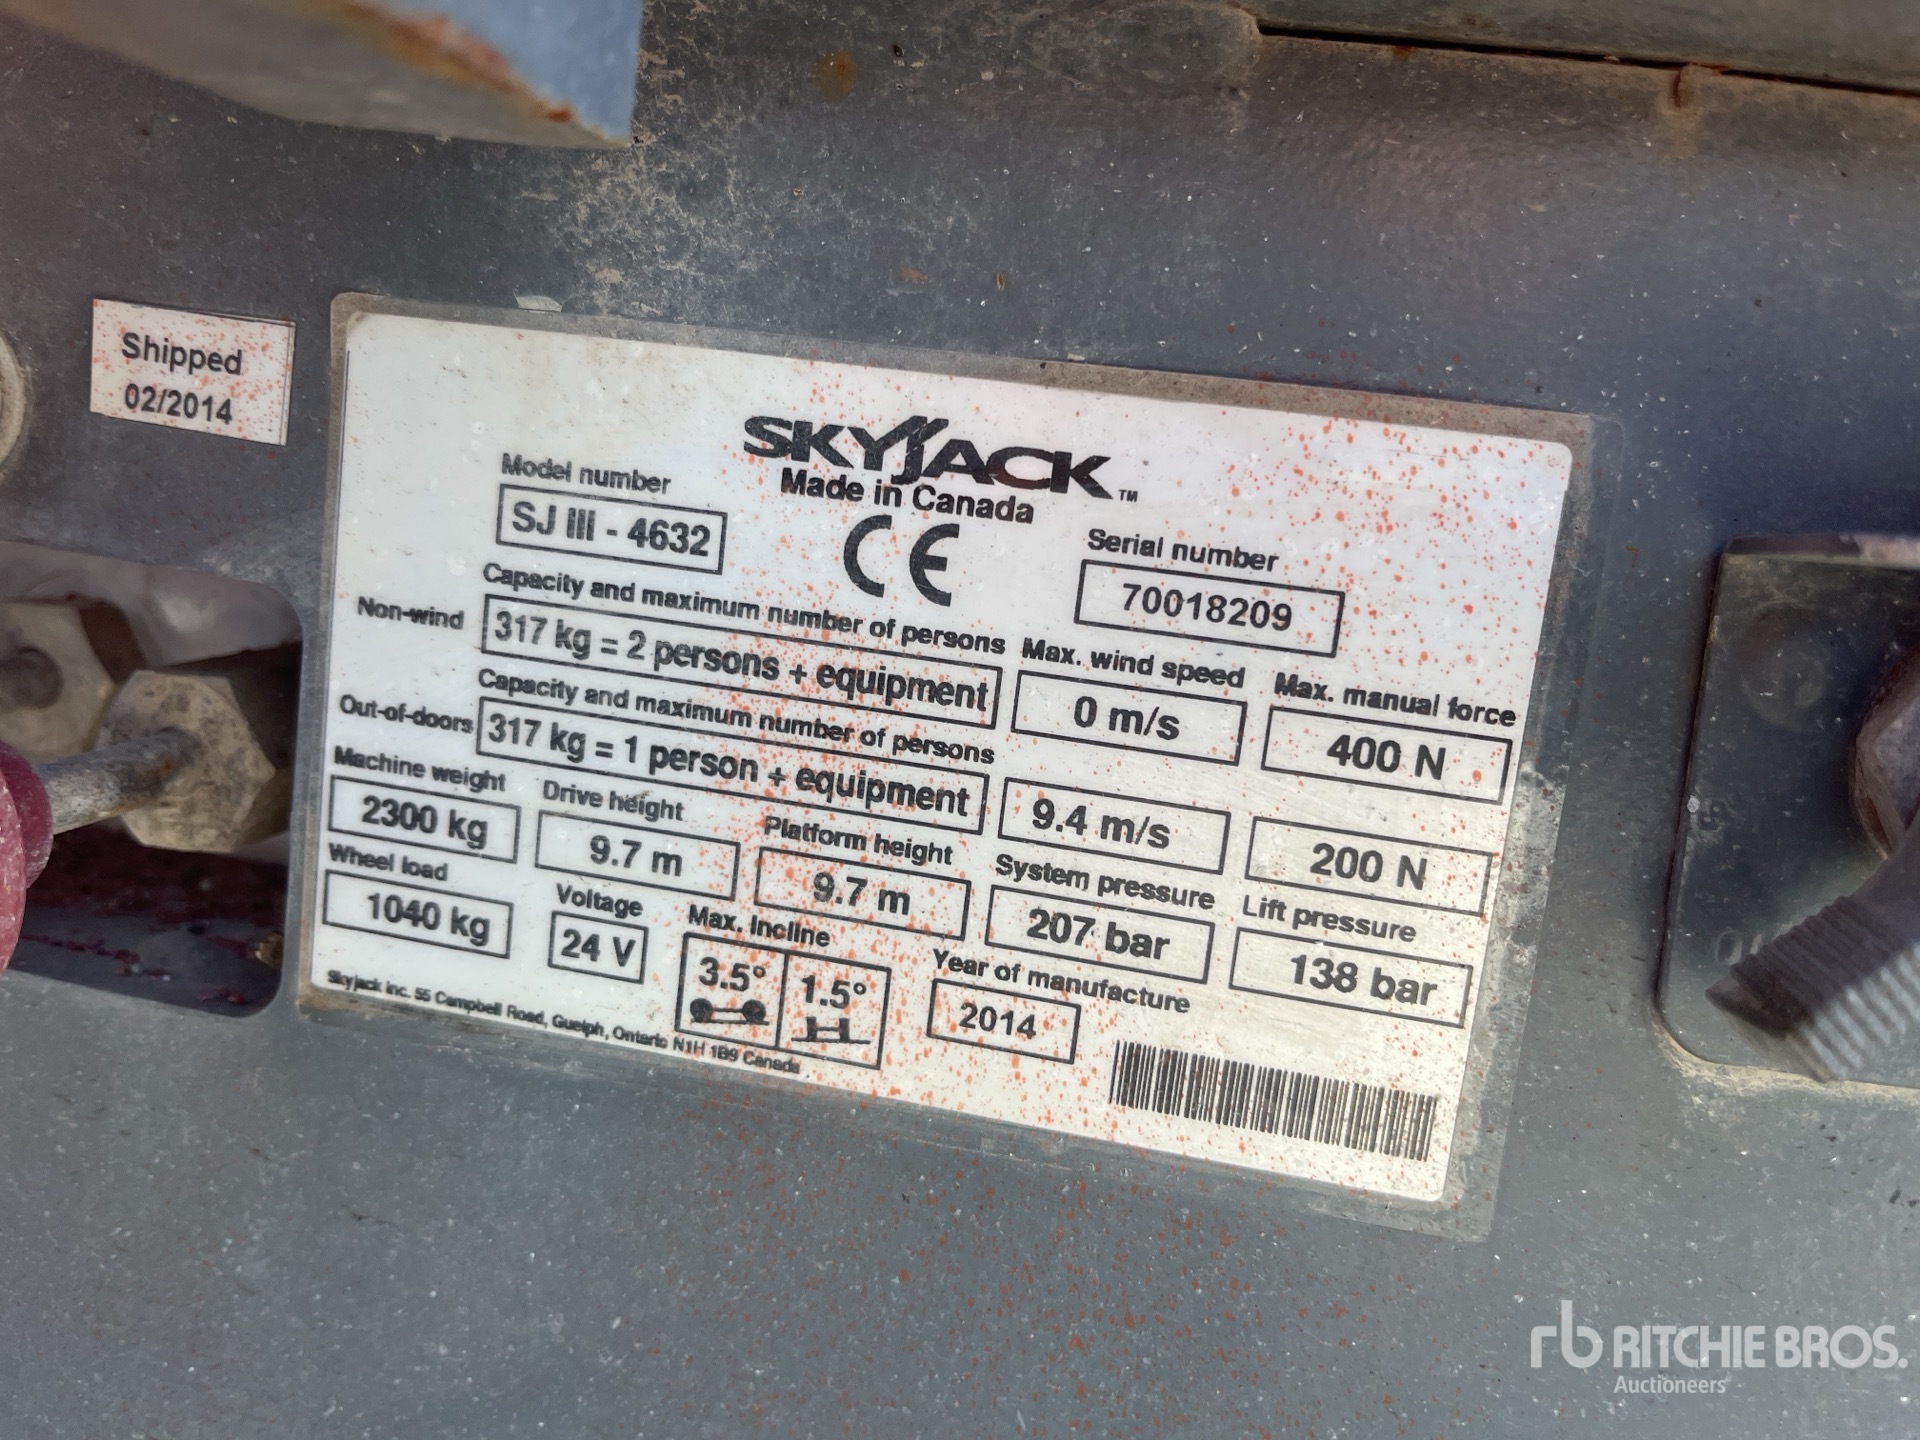 Shipped
02/2014
SKYJACK™
Made in Canada
CE
Model number
SJ III - 4632
Serial number
70018209
Capacity and maximum number of persons
Non-wind
317 kg = 2 persons + equipment
Max. wind speed
0 m/s
Max. manual force
400 N
Capacity and maximum number of persons
Out-of-doors
317 kg = 1 person + equipment
9.4 m/s
200 N
Machine weight
2300 kg
Drive height
9.7 m
Platform height
9.7 m
System pressure
207 bar
Lift pressure
138 bar
Wheel load
1040 kg
Voltage
24 V
Max. incline
3.5°
1.5°
Year of manufacture
2014
Skyjack Inc. 55 Campbell Road, Guelph, Ontario N1H 1B9 Canada
rb RITCHIE BROS.
Auctioneers